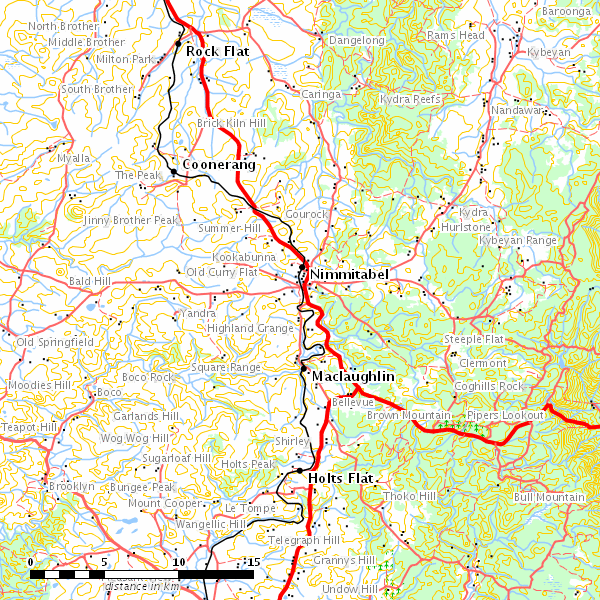 Baroonga
North Brother
Rams Head
Middle Brother
Dangelong
Rock Flat
Kybeyan
Milton Park
South Brother
Caringa
Kydra Reefs
Nandawar
Brick Kiln Hill
Myalla
Coonerang
The Peak
Jinny Brother Peak
Gourock
Kydra
Summer Hill
Hurlstone
Kybeyan Range
Kookabunna
Old Curry Flat
Nimmitabel
Bald Hill
Yandra
Highland Grange
Old Springfield
Steeple Flat
Square Range
Clermont
Boco Rock
Maclaughlin
Moodies Hill
Coghills Rock
Boco
Bellevue
Garlands Hill
Brown Mountain
Pipers Lookout
Teapot Hill
Wog Wog Hill
Shirley
Sugarloaf Hill
Holts Peak
Holts Flat
Brooklyn
Bungee Peak
Thoko Hill
Bull Mountain
Mount Cooper
Le Tompe
Wangellic Hill
Telegraph Hill
Grannys Hill
0 5 10 15
distance in km
Undow Hill